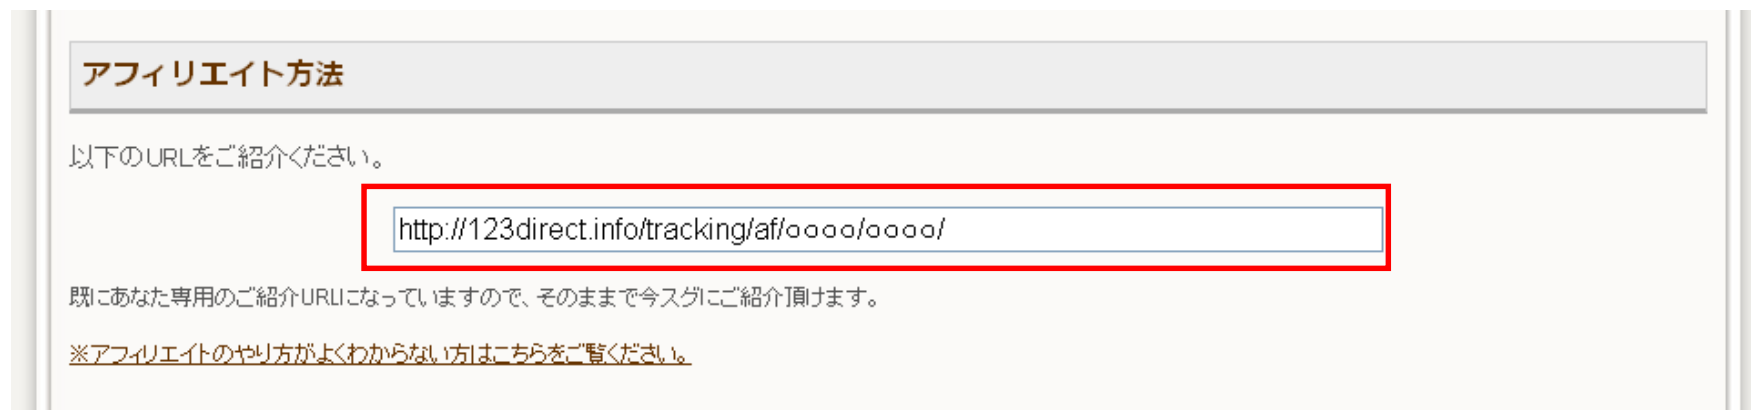 アフィリエイト方法
以下のURLをご紹介ください。
http://123direct.info/tracking/af/oooo/oooo/
既にあなた専用のご紹介URLになっていますので、そのままで今スグにご紹介頂けます。
※アフィリエイトのやり方がよくわからない方はこちらをご覧ください。